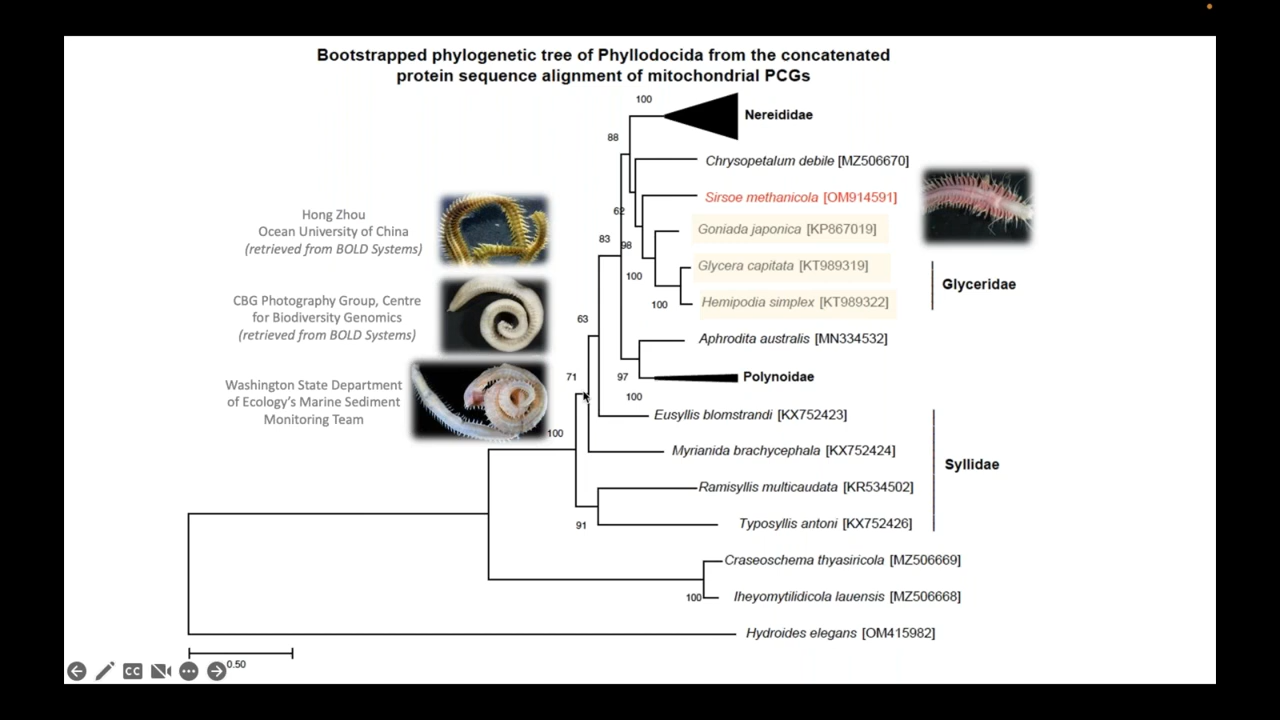 Bootstrapped phylogenetic tree of Phyllodocida from the concatenated
protein sequence alignment of mitochondrial PCGs
100
Nereididae
88
Chrysopetalum debile [MZ506670]
Sirsoe methanicola [OM914591]
62
Hong Zhou
Ocean University of China
(retrieved from BOLD Systems)
Goniada japonica [KP867019]
83
98
Glycera capitata [KT989319]
100
Glyceridae
CBG Photography Group, Centre
for Biodiversity Genomics
(retrieved from BOLD Systems)
100
Hemipodia simplex [KT989322]
63
Aphrodita australis [MN334532]
71
97
Polynoidae
100
Washington State Department
of Ecology's Marine Sediment
Monitoring Team
Eusyllis blomstrandi [KX752423]
100
Myrianida brachycephala [KX752424]
Syllidae
Ramisyllis multicaudata [KR534502]
91
Typosyllis antoni [KX752426]
Craseoschema thyasiricola [MZ506669]
100
Iheyomytilidicola lauensis [MZ506668]
Hydroides elegans [OM415982]
0.50
CC